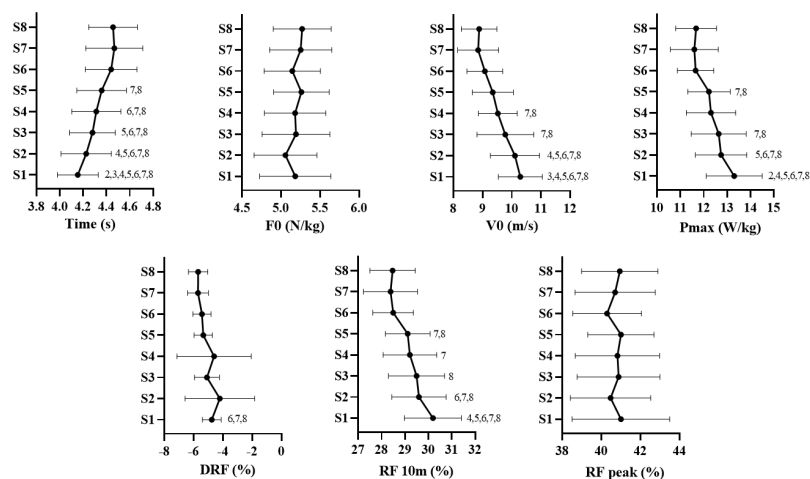 S8
S7
S6
S5 7,8
S4 6,7,8
S3 5,6,7,8
S2 4,5,6,7,8
S1 2,3,4,5,6,7,8
3.8 4.0 4.2 4.4 4.6 4.8
Time (s)
S8
S7
S6
S5
S4
S3
S2
S1
4.5 5.0 5.5 6.0
F0 (N/kg)
S8
S7
S6
S5
S4 7,8
S3 7,8
S2 4,5,6,7,8
S1 3,4,5,6,7,8
8 9 10 11 12
V0 (m/s)
S8
S7
S6
S5 7,8
S4
S3 7,8
S2 5,6,7,8
S1 2,4,5,6,7,8
10 11 12 13 14 15
Pmax (W/kg)
S8
S7
S6
S5
S4
S3
S2
S1 6,7,8
-8 -6 -4 -2 0
DRF (%)
S8
S7
S6
S5 7,8
S4 7
S3 8
S2 6,7,8
S1 4,5,6,7,8
27 28 29 30 31 32
RF 10m (%)
S8
S7
S6
S5
S4
S3
S2
S1
38 40 42 44
RF peak (%)